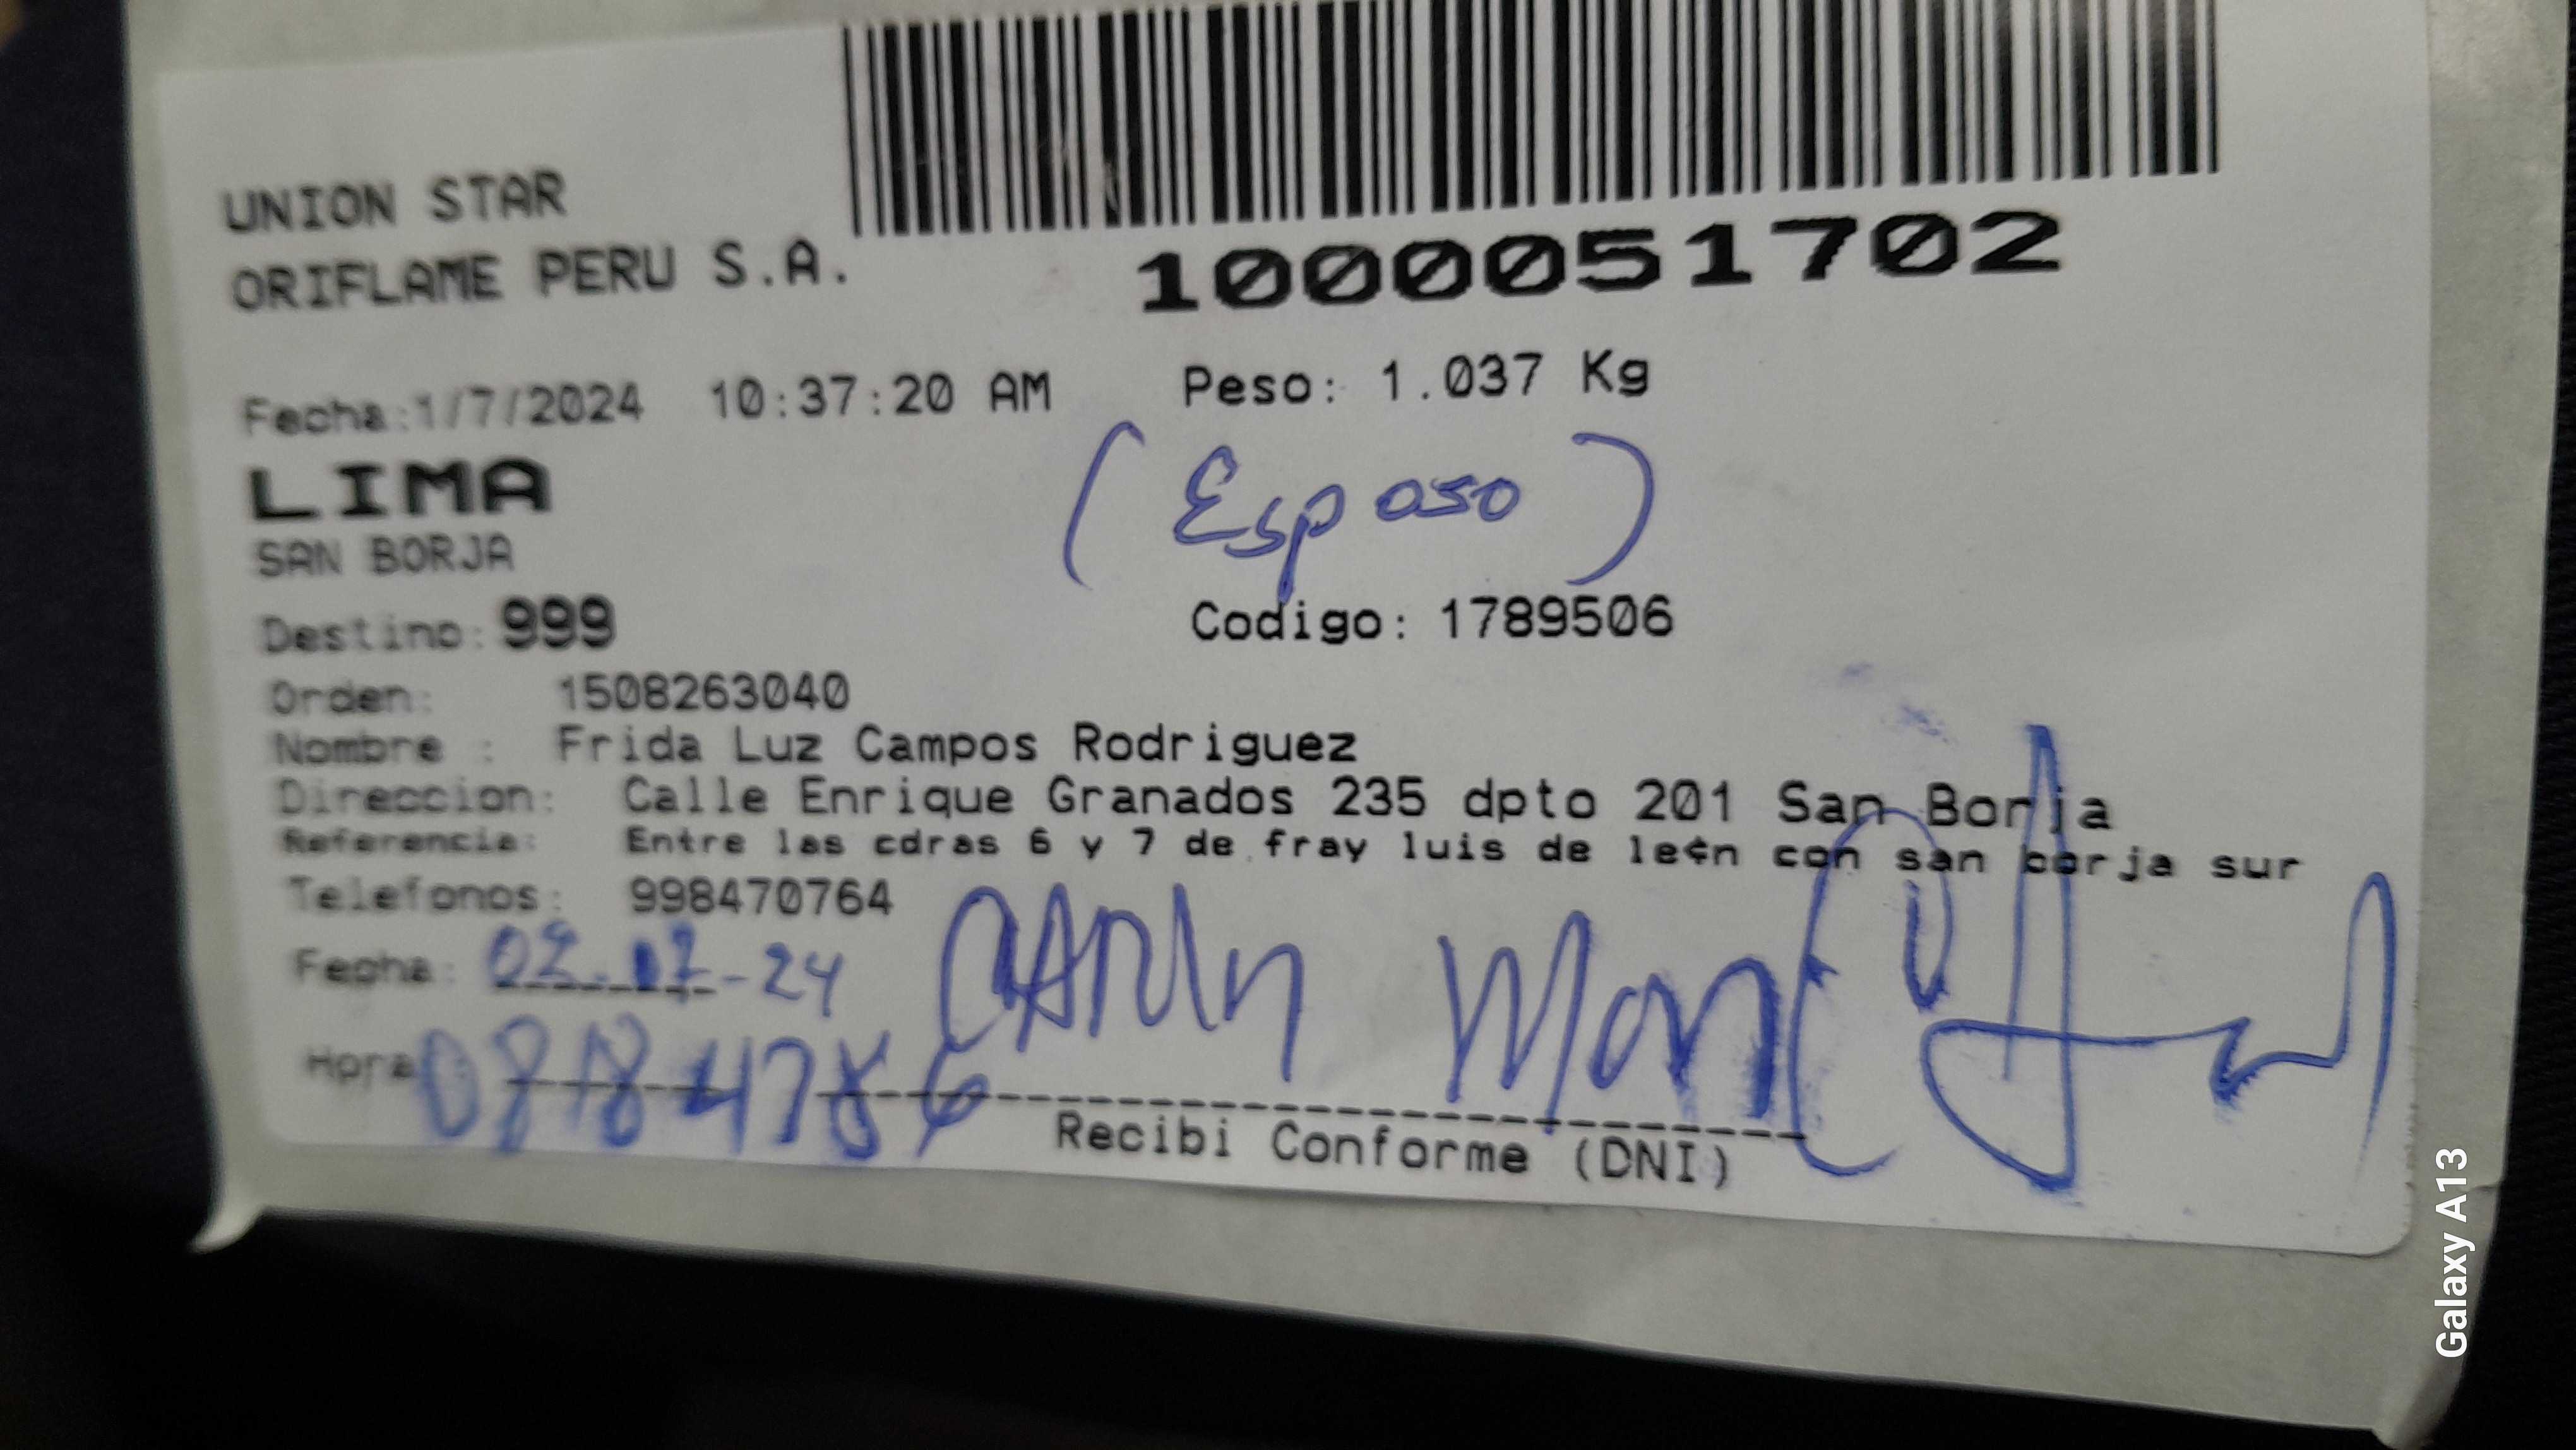 UNION STAR
ORIFLAME PERU S.A.
1000051702
Fecha:1/7/2024 10:37:20 AM Peso: 1.037 Kg
LIMA
(Esposo)
SAN BORJA
Destino: 999 Codigo: 1789506
Orden: 1508263040
Nombre : Frida Luz Campos Rodriguez
Direccion: Calle Enrique Granados 235 dpto 201 San Borja
Referencia: Entre las cdras 6 y 7 de fray luis de le¢n con san borja sur
Telefonos: 998470764
Fecha: 02-07-24
Hora:
Recibi Conforme (DNI)
Galaxy A13